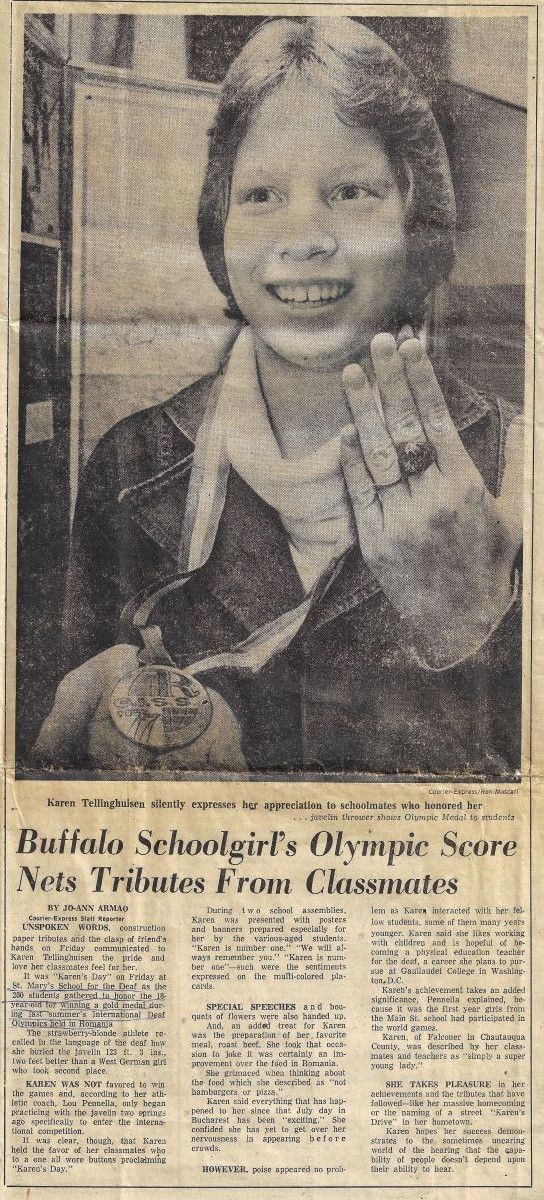 C.I.S.S.
77
Courier-Express/Ron Moscati
Karen Tellinghuisen silently expresses her appreciation to schoolmates who honored her
... javelin thrower shows Olympic Medal to students
Buffalo Schoolgirl's Olympic Score
Nets Tributes From Classmates
BY JO-ANN ARMAO
Courier-Express Staff Reporter
UNSPOKEN WORDS, construction
paper tributes and the clasp of friend's
hands on Friday communicated to
Karen Tellinghuisen the pride and
love her classmates feel for her.
It was "Karen's Day" on Friday at
St. Mary's School for the Deaf as the
280 students gathered to honor the 18-
year-old for winning a gold medal dur-
ing last summer's International Deaf
Olympics held in Romania
The strawberry-blonde athlete re-
called in the language of the deaf how
she hurled the javelin 123 ft. 3 ins.,
two feet better than a West German girl
who took second place.
KAREN WAS NOT favored to win
the games and, according to her ath-
letic coach, Lou Pennella, only began
practicing with the javelin two springs
ago specifically to enter the interna-
tional competition.
It was clear, though, that Karen
held the favor of her classmates who
to a one all wore buttons proclaiming
"Karen's Day."
During two school assemblies,
Karen was presented with posters
and banners prepared especially for
her by the various-aged students.
"Karen is number one," "We will al-
ways remember you." "Karen is num-
ber one"—such were the sentiments
expressed on the multi-colored pla-
cards.
SPECIAL SPEECHES and bou-
quets of flowers were also handed up.
And, an added treat for Karen
was the preparation of her favorite
meal, roast beef. She took that occa-
sion to joke it was certainly an im-
provement over the food in Romania.
She grimaced when thinking about
the food which she described as "not
hamburgers or pizza."
Karen said everything that has hap-
pened to her since that July day in
Bucharest has been "exciting." She
confided she has yet to get over her
nervousness in appearing before
crowds.
HOWEVER, poise appeared no prob-
lem as Karen interacted with her fel-
low students, some of them many years
younger. Karen said she likes working
with children and is hopeful of be-
coming a physical education teacher
for the deaf, a career she plans to pur-
sue at Gauliaudel College in Washing-
ton, D.C.
Karen's achievement takes an added
significance, Pennella explained, be-
cause it was the first year girls from
the Main St. school had participated in
the world games.
Karen, of Falconer in Chautauqua
County, was described by her class-
mates and teachers as "simply a super
young lady."
SHE TAKES PLEASURE in her
achievements and the tributes that have
followed—like her massive homecoming
or the naming of a street "Karen's
Drive" in her hometown.
Karen hopes her success demon-
strates to the sometimes uncaring
world of the hearing that the capa-
bility of people doesn't depend upon
their ability to hear.